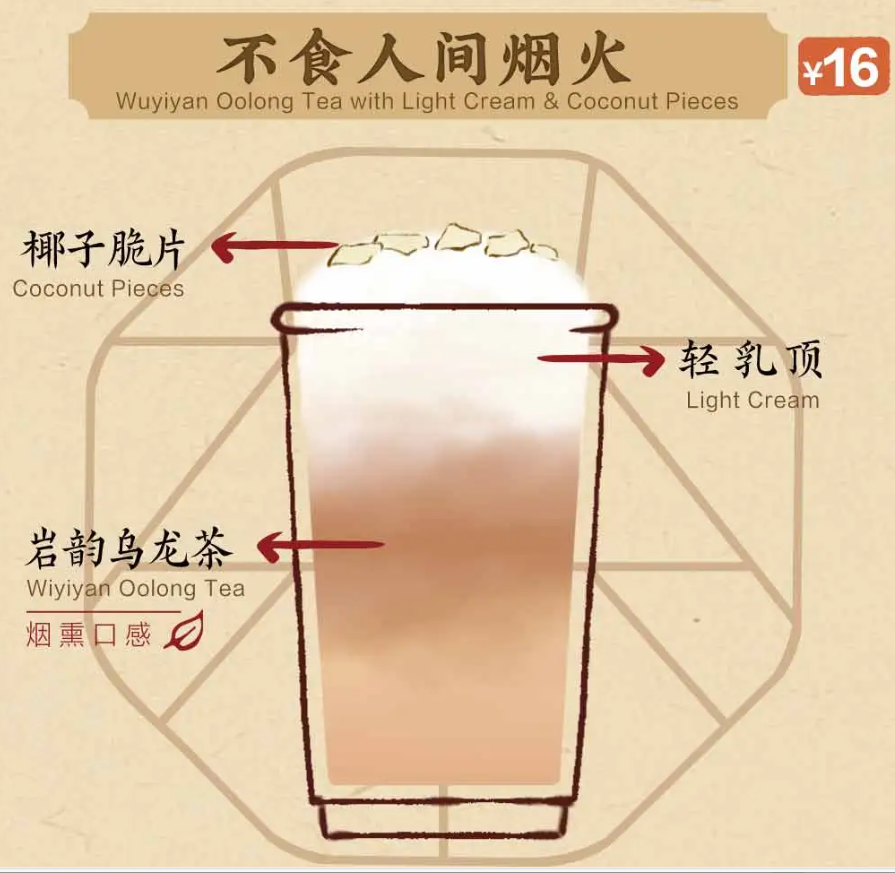 不食人间烟火
¥16
Wuyiyan Oolong Tea with Light Cream & Coconut Pieces
椰子脆片
Coconut Pieces
轻乳顶
Light Cream
岩韵乌龙茶
Wiyiyan Oolong Tea
烟熏口感